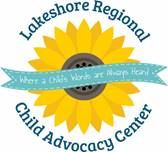 Lakeshore Regional
Where a Child's Words are Always Heard
Child Advocacy Center